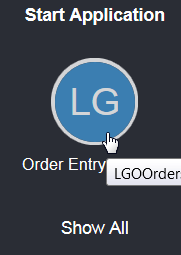 Start Application
LG
Order Entry
LGOOrder
Show All